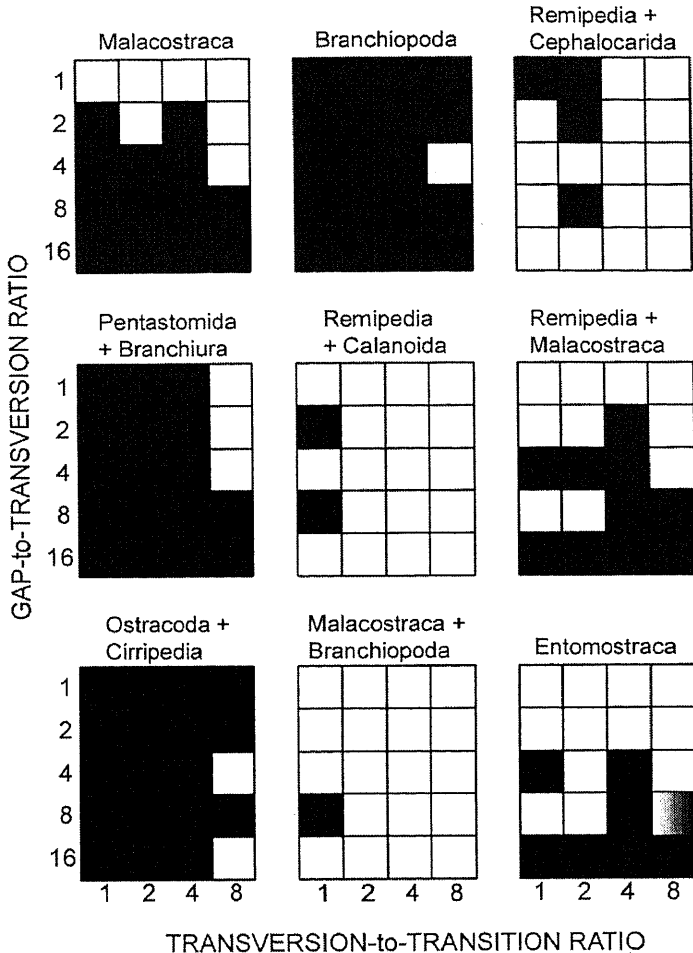 Malacostraca
Branchiopoda
Remipedia +
Cephalocarida
1
2
4
8
16
Pentastomida
+ Branchiura
Remipedia
+ Calanoida
Remipedia +
Malacostraca
1
2
4
8
16
Ostracoda +
Cirripedia
Malacostraca +
Branchiopoda
Entomostraca
1
2
4
8
16
1 2 4 8
1 2 4 8
1 2 4 8
GAP-to-TRANSVERSION RATIO
TRANSVERSION-to-TRANSITION RATIO